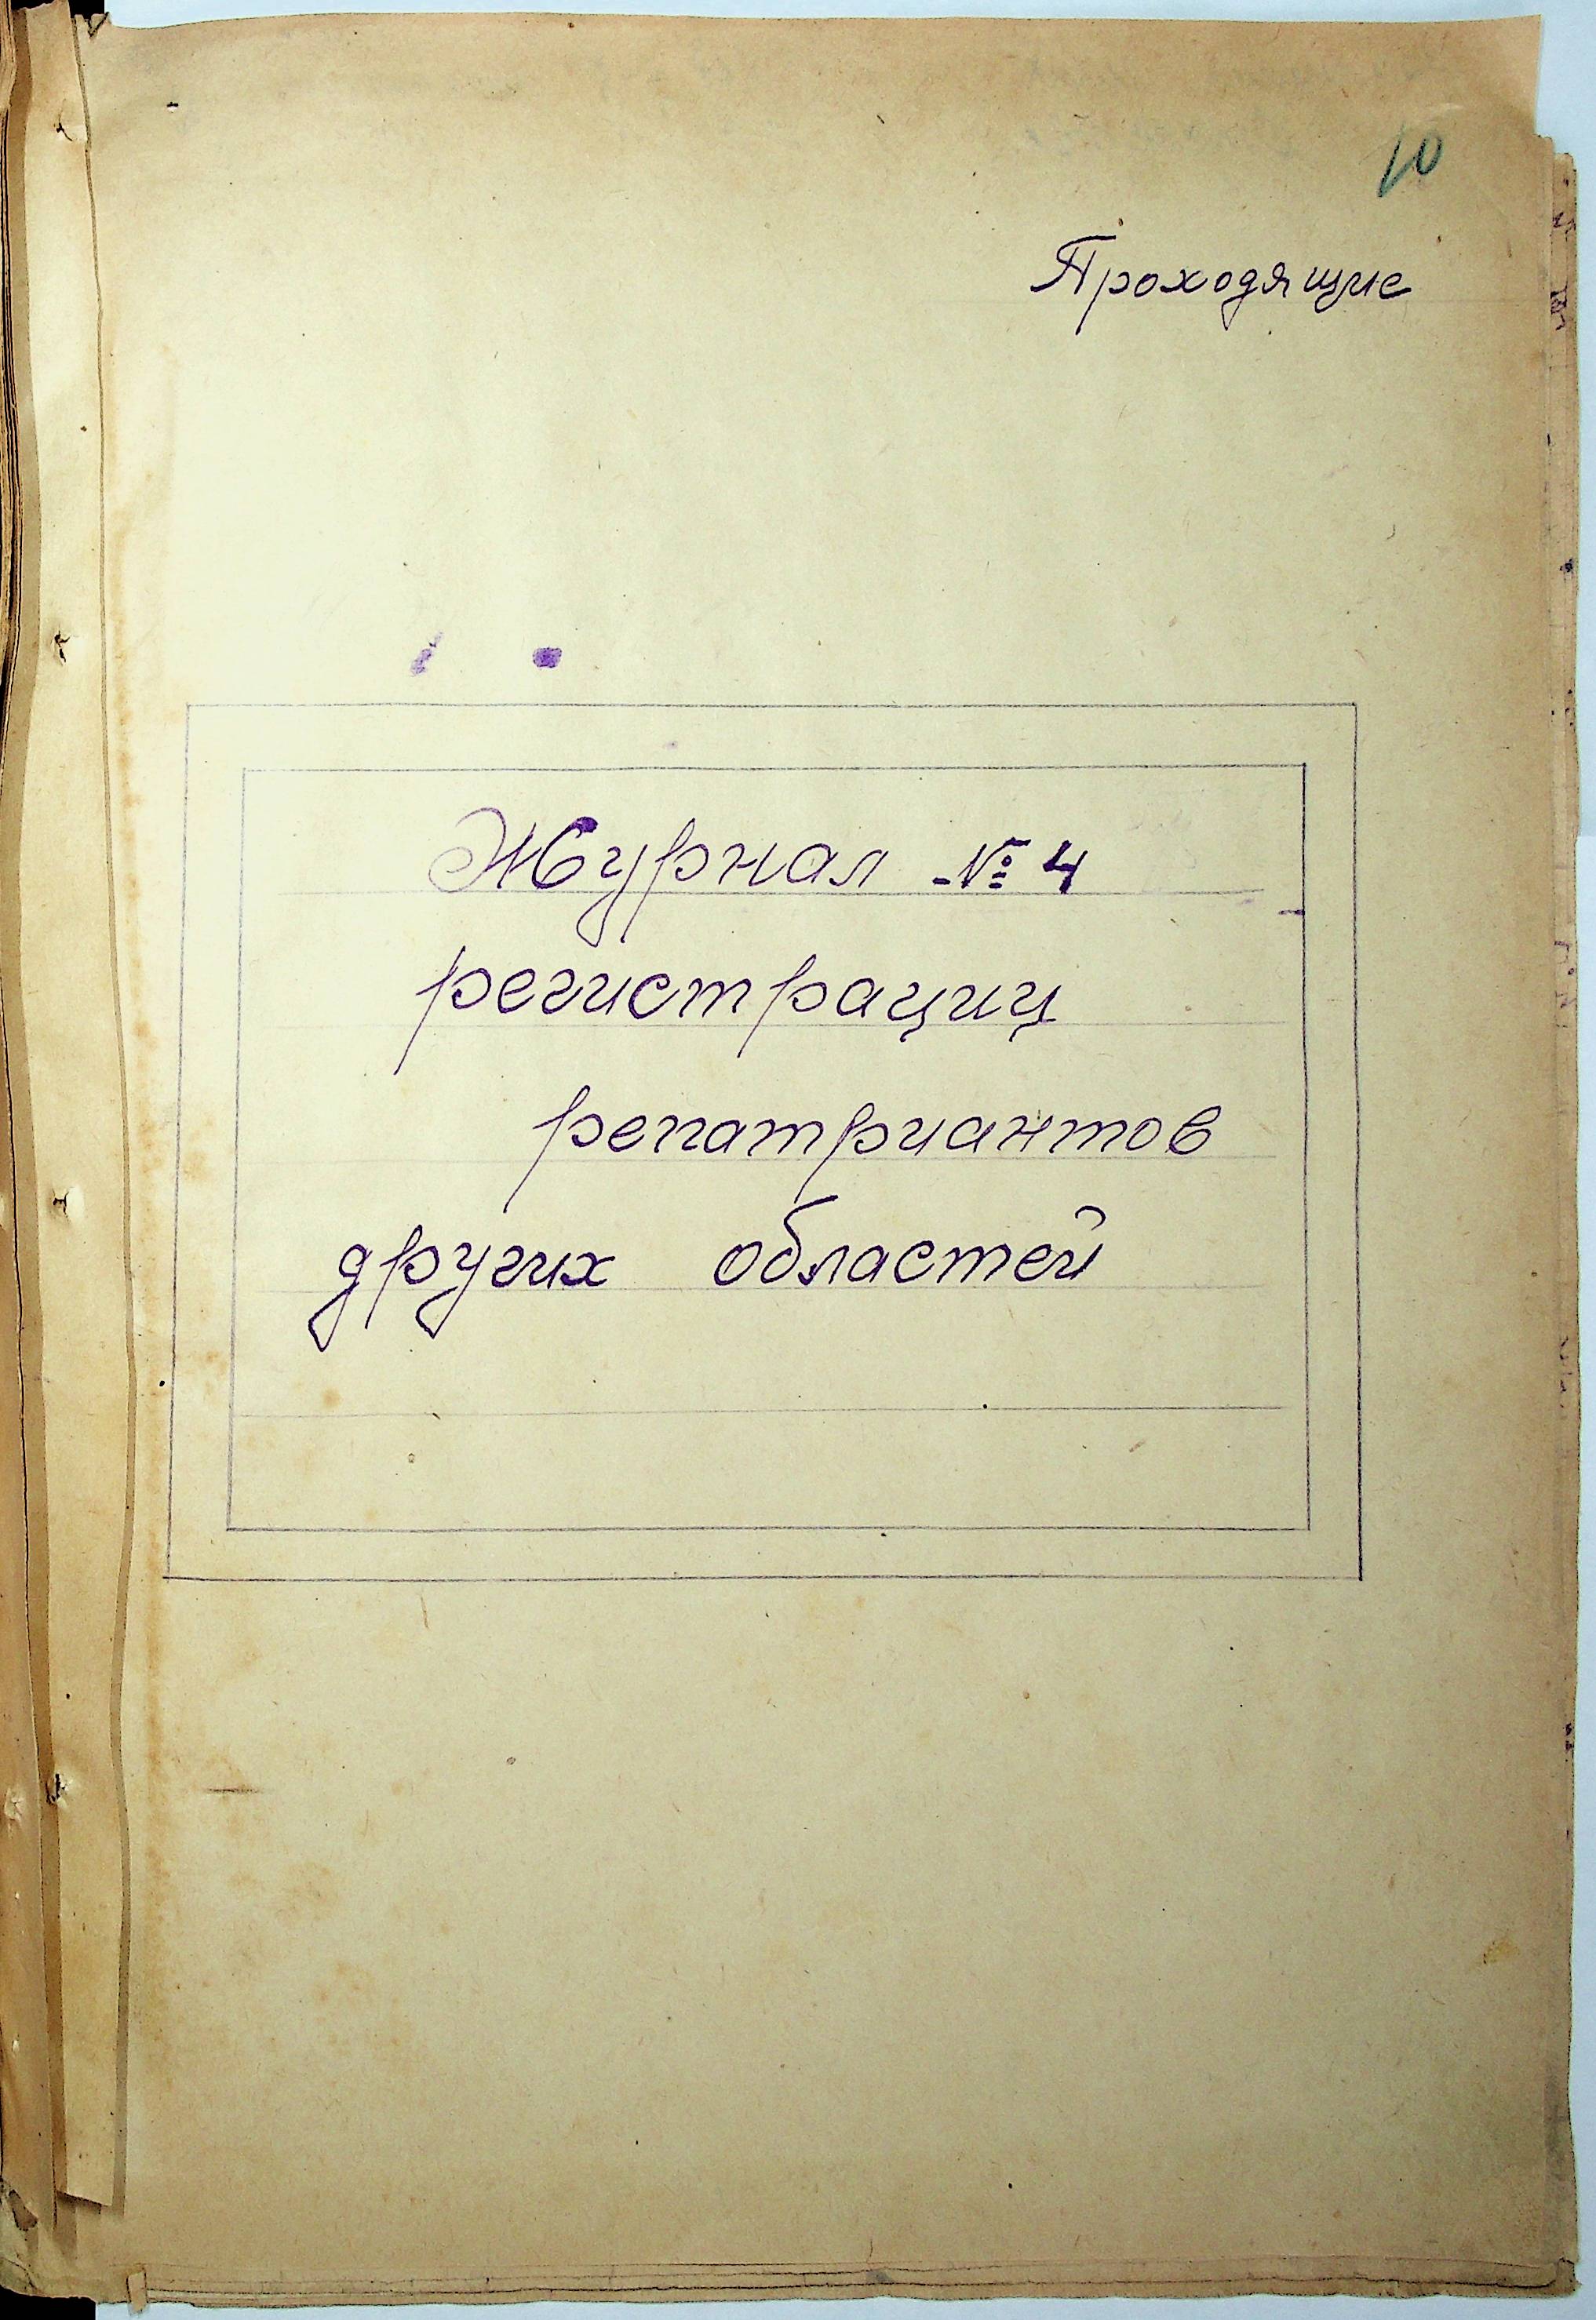 10
Проходящие
Журнал № 4
регистрации
репатриантов
других областей